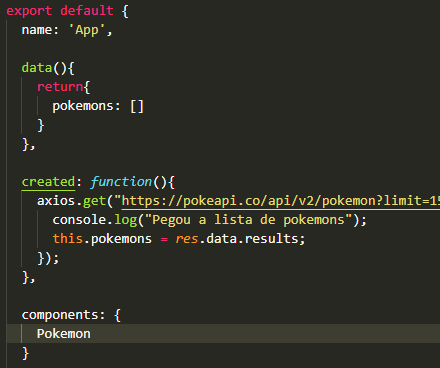 export default {
name: 'App',
data(){
return{
pokemons: []
}
},
created: function(){
axios.get("https://pokeapi.co/api/v2/pokemon?limit=15
console.log("Pegou a lista de pokemons");
this.pokemons = res.data.results;
});
},
components: {
Pokemon
}